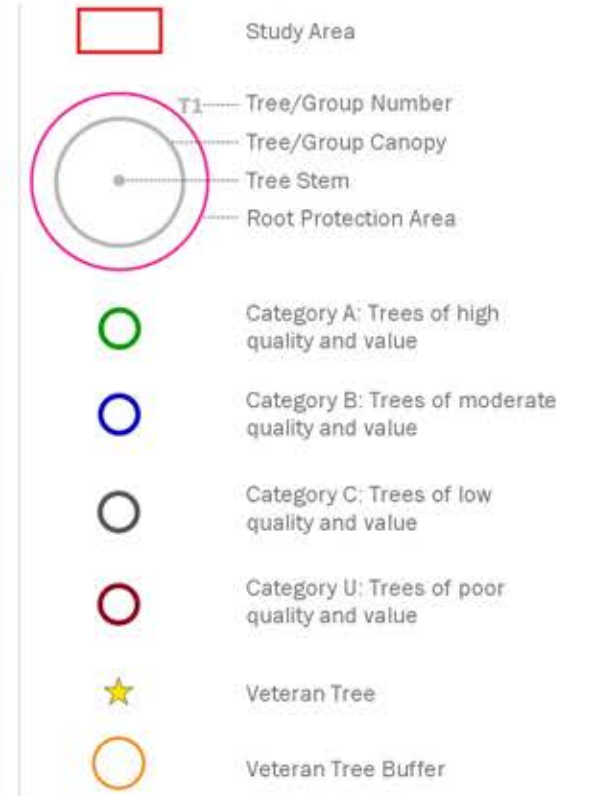 Study Area
T1
Tree/Group Number
Tree/Group Canopy
Tree Stem
Root Protection Area
Category A: Trees of high
quality and value
Category B: Trees of moderate
quality and value
Category C: Trees of low
quality and value
Category U: Trees of poor
quality and value
Veteran Tree
Veteran Tree Buffer